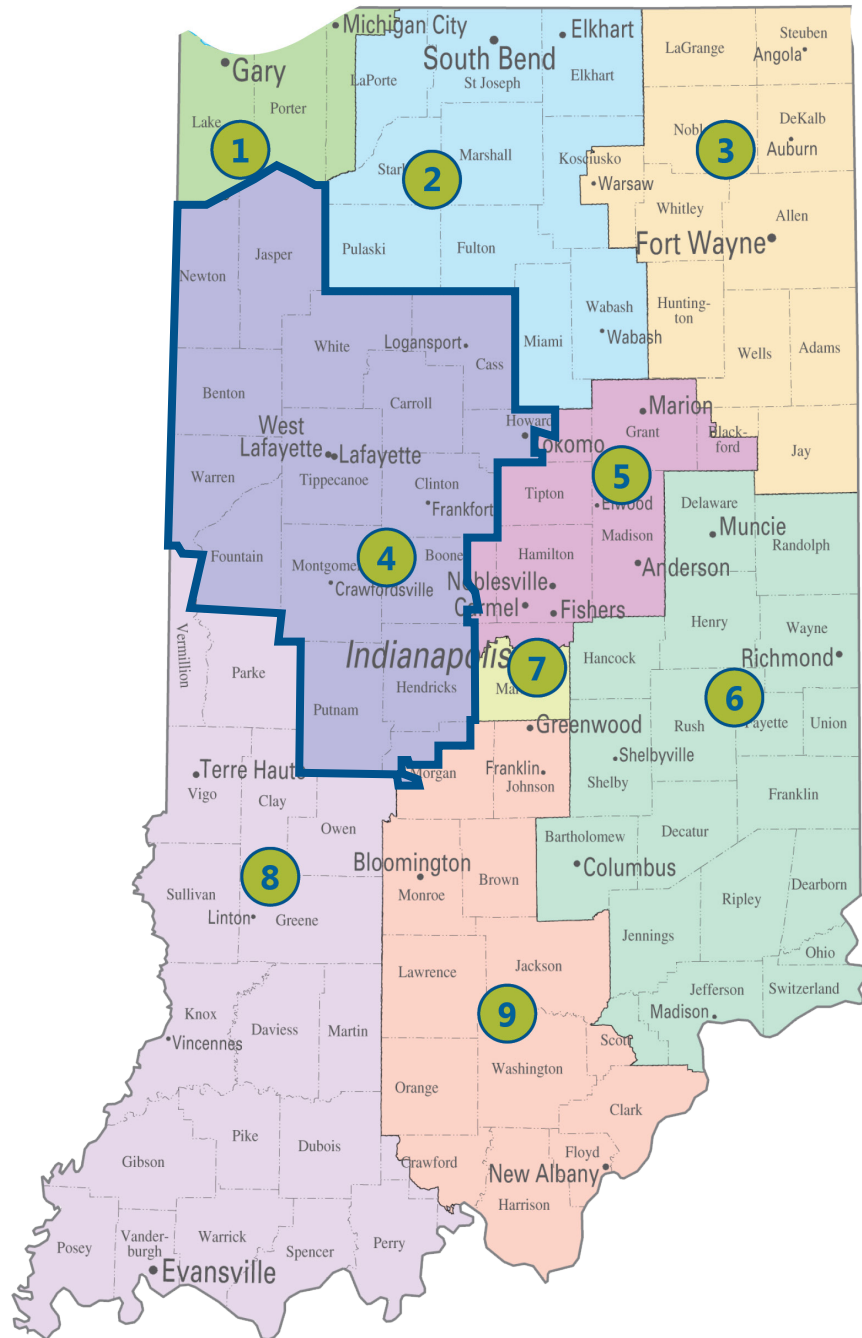 Michigan City
Elkhart
South Bend
Steuben
LaGrange
Angola
Gary
LaPorte
St Joseph
Elkhart
Porter
Lake
DeKalb
1
2
3
Marshall
Auburn
Kosciusko
Warsaw
Whitley
Allen
Fort Wayne
Pulaski
Fulton
Jasper
Newton
Hunting-
ton
Wabash
Wabash
Miami
White
Logansport
Cass
Wells
Adams
Benton
Carroll
Marion
Howard
Grant
Black-
ford
Jay
West
Lafayette
Lafayette
Tippecanoe
Warren
Clinton
Frankfort
5
Tipton
Elwood
Delaware
Muncie
Randolph
Madison
Anderson
Fountain
Montgomery
4
Boone
Crawfordsville
Hamilton
Noblesville
Carmel
Fishers
Henry
Wayne
Richmond
Vermillion
Parke
Indianapolis
7
Hancock
Hendricks
Putnam
6
Rush
Fayette
Union
Greenwood
Shelbyville
Shelby
Terre Haute
Vigo
Clay
Morgan
Franklin
Johnson
Franklin
Owen
Bartholomew
Decatur
Columbus
Bloomington
Monroe
Brown
8
Sullivan
Linton
Greene
Ripley
Dearborn
Jennings
Ohio
Lawrence
Jackson
Jefferson
Switzerland
Madison
9
Knox
Vincennes
Daviess
Martin
Scott
Washington
Orange
Clark
Pike
Dubois
Gibson
Crawford
Floyd
New Albany
Harrison
Posey
Vander-
burgh
Warrick
Spencer
Perry
Evansville